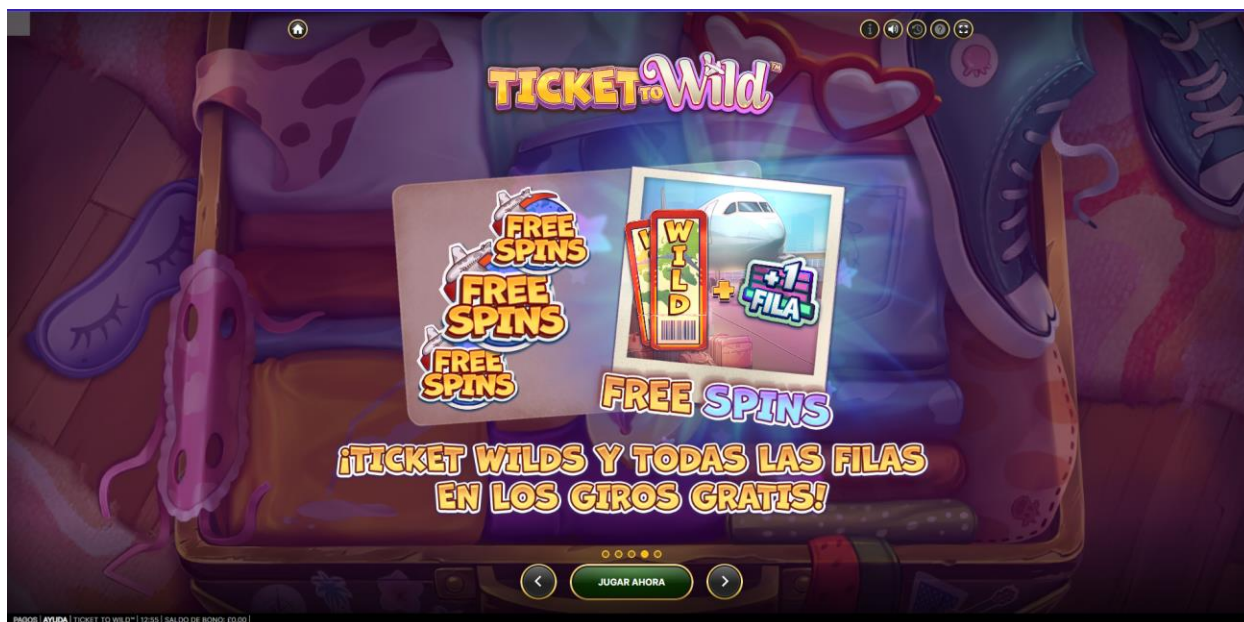 TICKET TO Wild™
FREE
SPINS
FREE
SPINS
FREE
SPINS
WILD
+
+1
FILA
FREE SPINS
¡TICKET WILDS Y TODAS LAS FILAS
EN LOS GIROS GRATIS!
JUGAR AHORA
PAGOS | AYUDA | TICKET TO WILD™ | 12:55 | SALDO DE BONO: £0.00 |